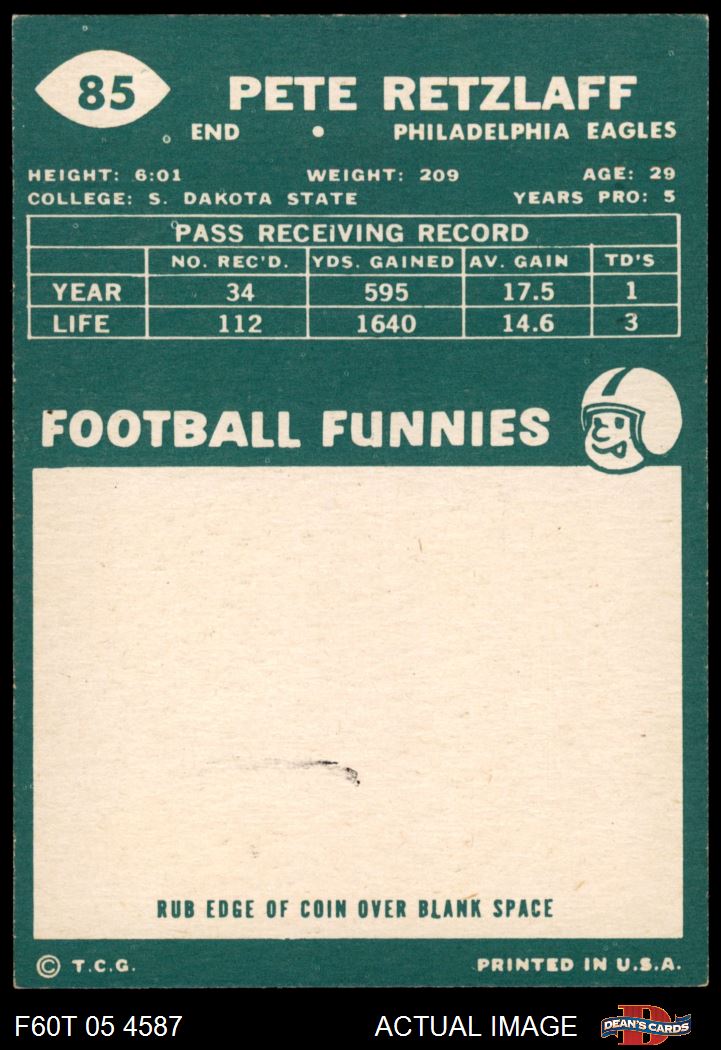 85
PETE RETZLAFF
END • PHILADELPHIA EAGLES
HEIGHT: 6:01 WEIGHT: 209 AGE: 29
COLLEGE: S. DAKOTA STATE YEARS PRO: 5
PASS RECEIVING RECORD
NO. REC'D. YDS. GAINED AV. GAIN TD'S
YEAR 34 595 17.5 1
LIFE 112 1640 14.6 3
FOOTBALL FUNNIES
RUB EDGE OF COIN OVER BLANK SPACE
© T.C.G. PRINTED IN U.S.A.
F60T 05 4587 ACTUAL IMAGE D DEAN'S CARDS